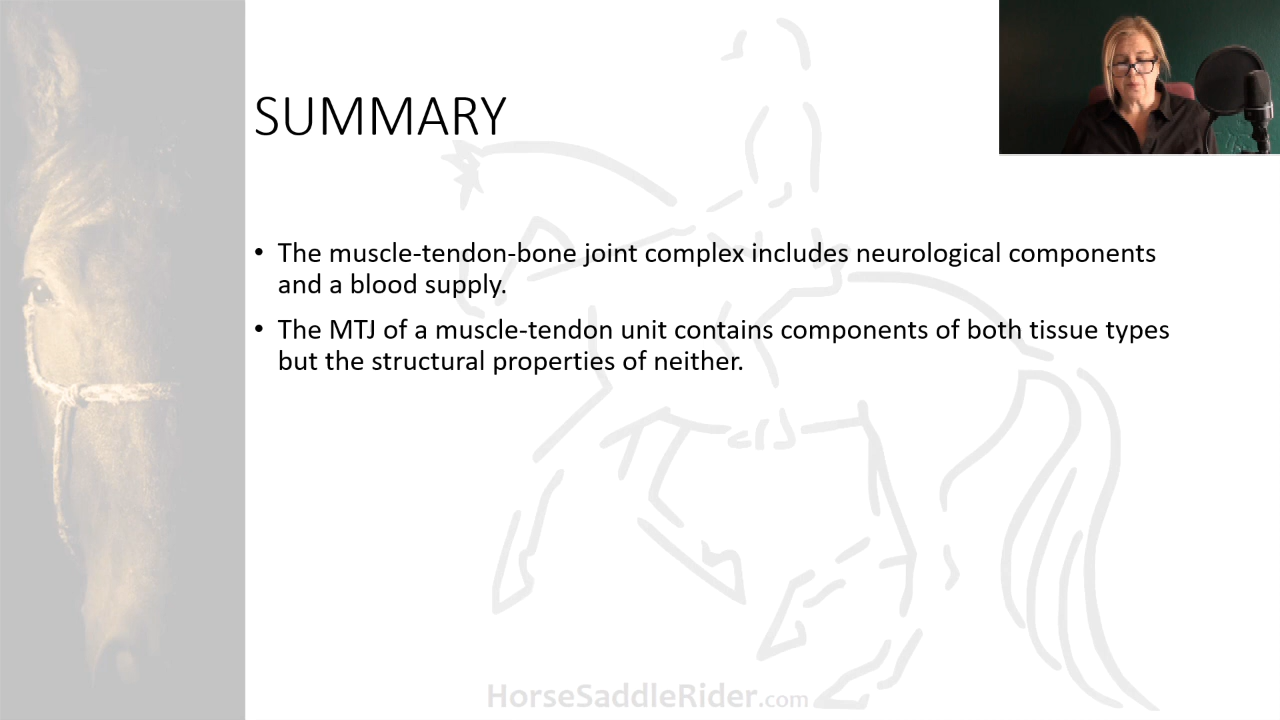 SUMMARY
• The muscle-tendon-bone joint complex includes neurological components
and a blood supply.
• The MTJ of a muscle-tendon unit contains components of both tissue types
but the structural properties of neither.
HorseSaddleRider.com